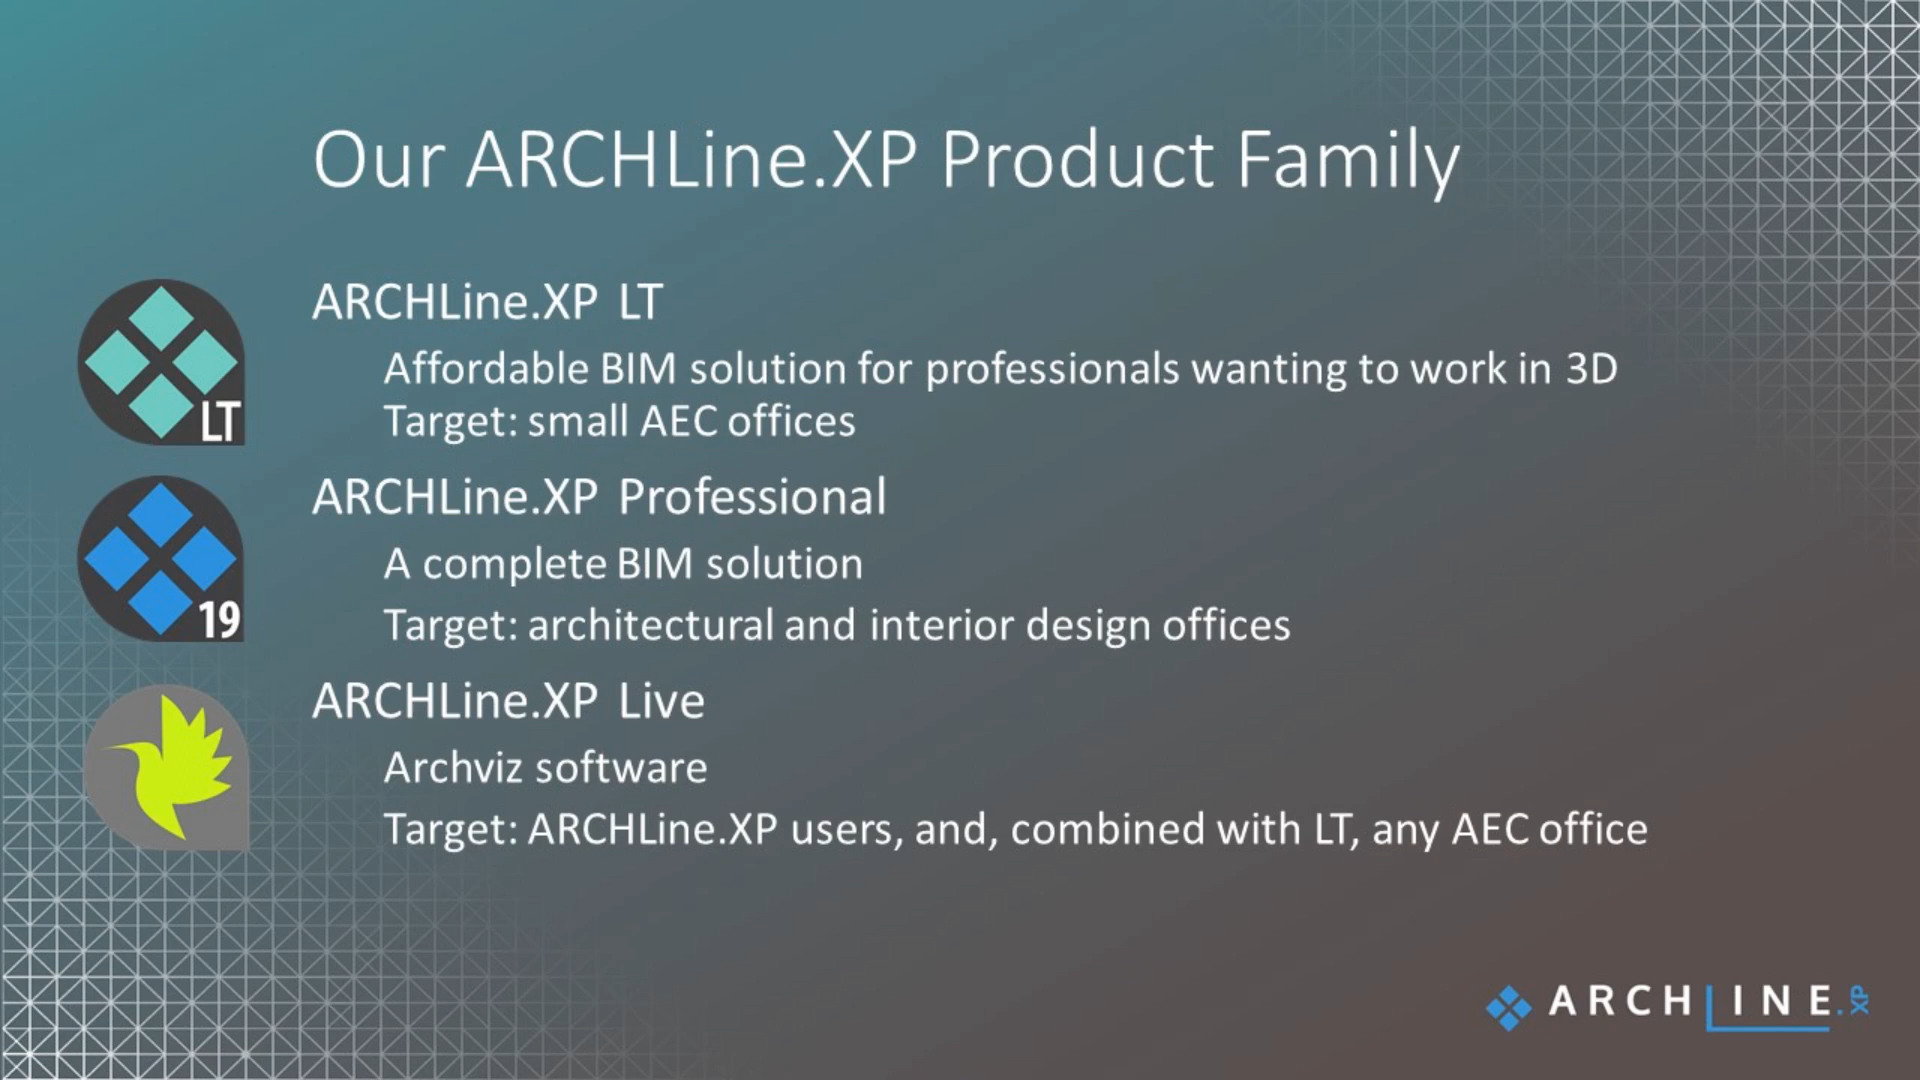 Our ARCHLine.XP Product Family
ARCHLine.XP LT
Affordable BIM solution for professionals wanting to work in 3D
Target: small AEC offices
LT
ARCHLine.XP Professional
A complete BIM solution
Target: architectural and interior design offices
19
ARCHLine.XP Live
Archviz software
Target: ARCHLine.XP users, and, combined with LT, any AEC office
ARCHLINE.XP